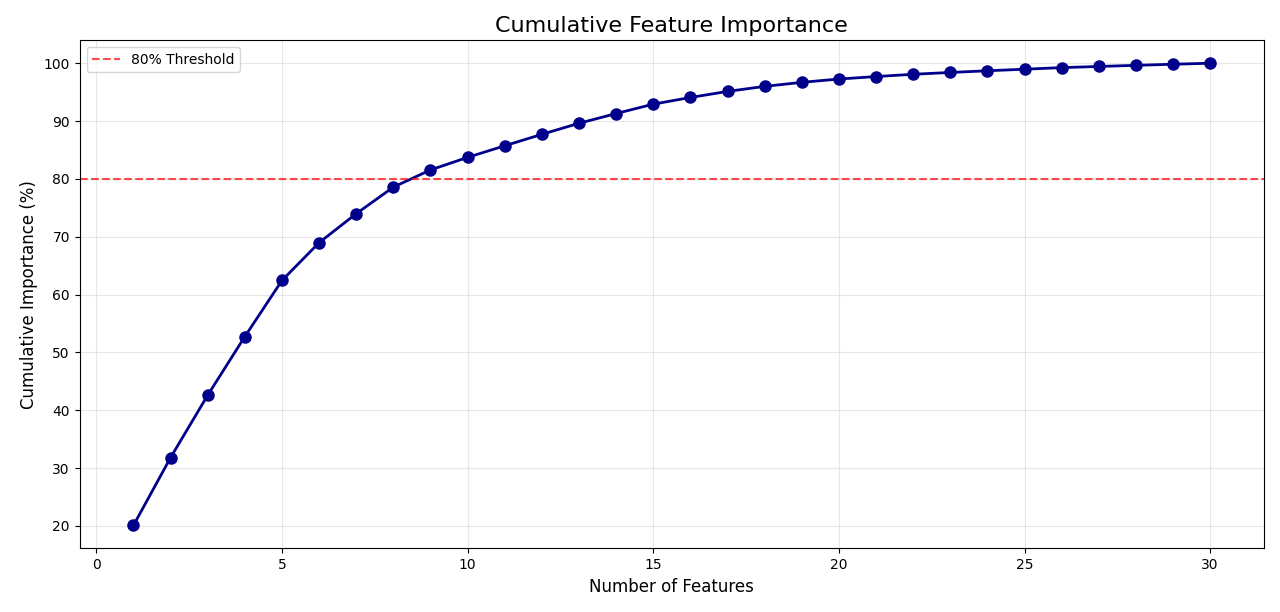 Cumulative Feature Importance
80% Threshold
Cumulative Importance (%)
100
90
80
70
60
50
40
30
20
0 5 10 15 20 25 30
Number of Features